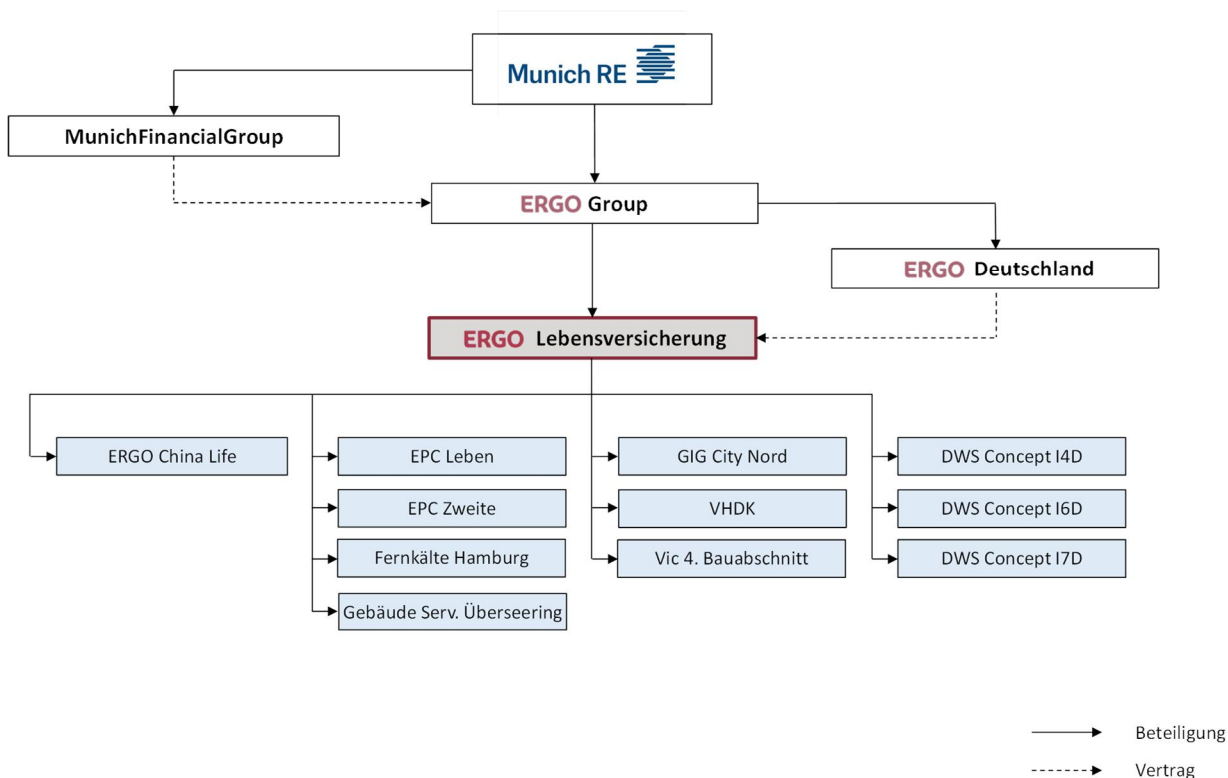 Munich RE
MunichFinancialGroup
ERGO Group
ERGO Deutschland
ERGO Lebensversicherung
ERGO China Life
EPC Leben
GIG City Nord
DWS Concept I4D
EPC Zweite
VHDK
DWS Concept I6D
Fernkälte Hamburg
Vic 4. Bauabschnitt
DWS Concept I7D
Gebäude Serv. Überseering
Beteiligung
Vertrag